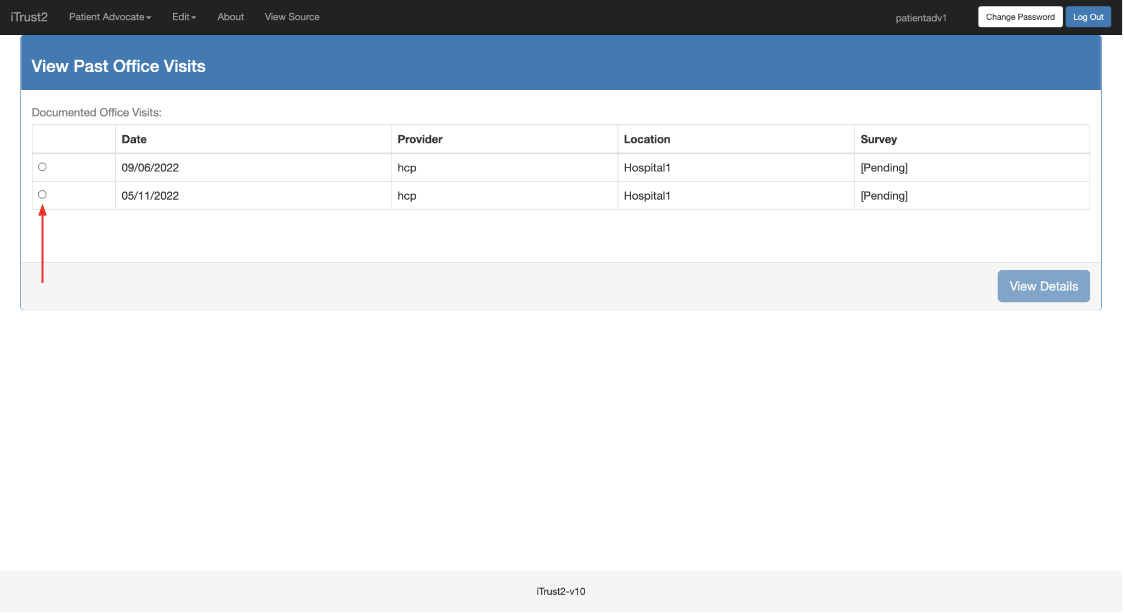 iTrust2 Patient Advocate Edit About View Source patientadv1 Change Password Log Out
View Past Office Visits
Documented Office Visits:
Date Provider Location Survey
09/06/2022 hcp Hospital1 [Pending]
05/11/2022 hcp Hospital1 [Pending]
View Details
iTrust2-v10